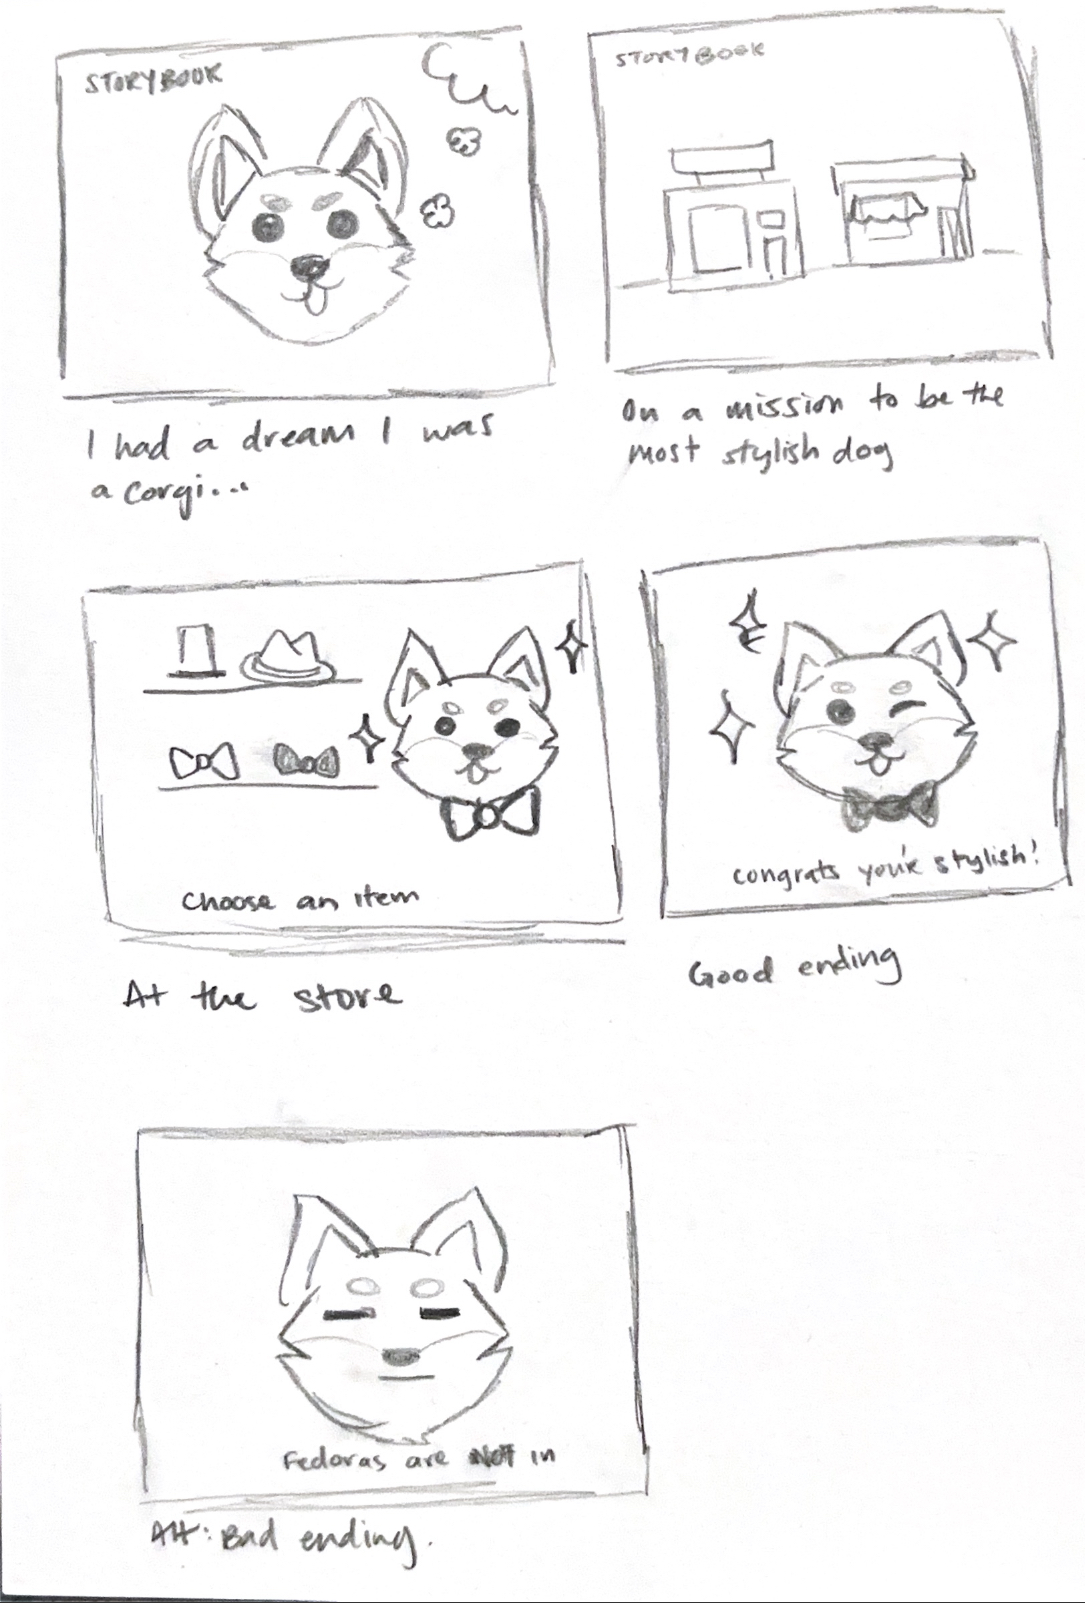 STORYBOOK
I had a dream I was
a corgi...
STORYBOOK
On a mission to be the
most stylish dog
Choose an item
At the store
congrats you're stylish!
Good ending
Fedoras are NOT in
Alt: Bad ending.